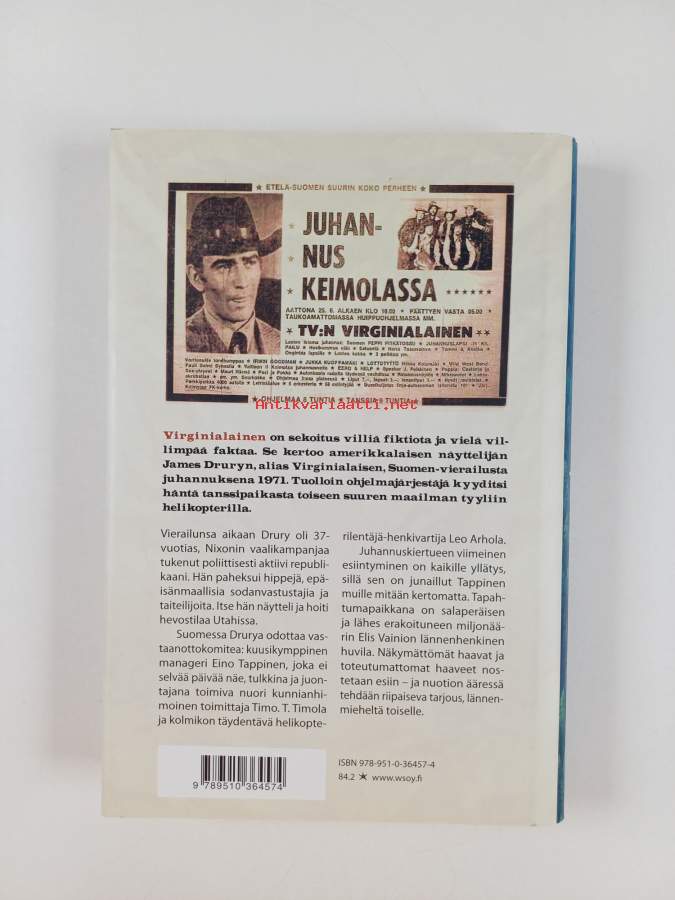 ★ ETELÄ-SUOMEN SUURIN KOKO PERHEEN ★
JUHAN-
NUS
KEIMOLASSA
AATTONA 25. 6. ALKAEN KLO 18.00 ★ PÄÄTTYEN VASTA 05.00 ★
TAUKOAMATTOMASSA HUIPPUOHJELMASSA MM.
★ TV:N VIRGINIALAINEN ★★
★ OHJELMAA 8 TUNTIA ★ TANSSIA 8 TUNTIA ★
Antikvariaatti.net
Virginialainen on sekoitus villiä fiktiota ja vielä vil-
limpää faktaa. Se kertoo amerikkalaisen näyttelijän
James Druryn, alias Virginialaisen, Suomen-vierailusta
juhannuksena 1971. Tuolloin ohjelmajärjestäjä kyyditsi
häntä tanssipaikasta toiseen suuren maailman tyyliin
helikopterilla.
Vierailunsa aikaan Drury oli 37-
vuotias, Nixonin vaalikampanjaa
tukenut poliittisesti aktiivi republi-
kaani. Hän paheksui hippejä, epä-
isänmaallisia sodanvastustajia ja
taiteilijoita. Itse hän näytteli ja hoiti
hevostilaa Utahissa.
Suomessa Drurya odottaa vas-
taanottokomitea: kuusikymppinen
manageri Eino Tappinen, joka ei
selvää päivää näe, tulkkina ja juon-
tajana toimiva nuori kunnianhi-
moinen toimittaja Timo. T. Timola
ja kolmikon täydentävä helikopte-
rilentäjä-henkivartija Leo Arhola.
Juhannuskiertueen viimeinen
esiintyminen on kaikille yllätys,
sillä sen on junaillut Tappinen
muille mitään kertomatta. Tapah-
tumapaikkana on salaperäisen
ja lähes erakoituneen miljonää-
rin Elis Vainion lännenhenkinen
huvila. Näkymättömät haavat ja
toteutumattomat haaveet nos-
tetaan esiin – ja nuotion ääressä
tehdään riipaiseva tarjous, lännen-
mieheltä toiselle.
9 789510 364574
ISBN 978-951-0-36457-4
84.2 ★ www.wsoy.fi